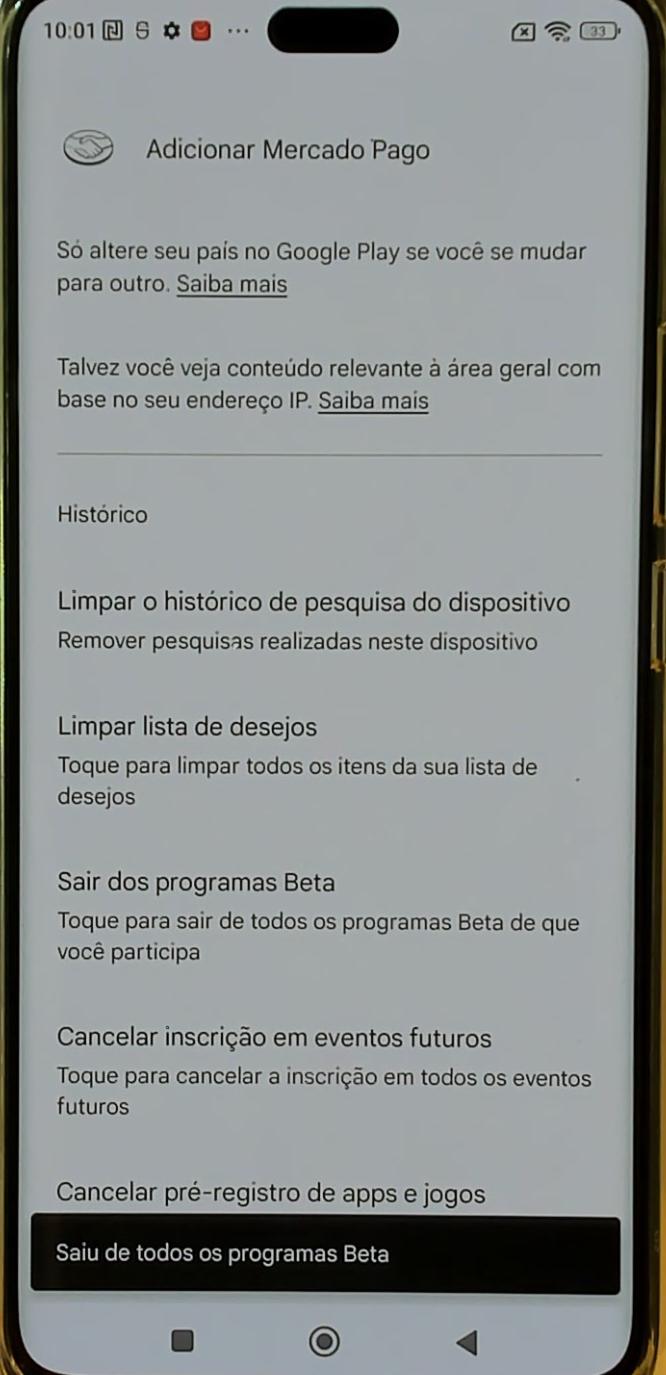 10:01
33
Adicionar Mercado Pago
Só altere seu país no Google Play se você se mudar
para outro. Saiba mais
Talvez você veja conteúdo relevante à área geral com
base no seu endereço IP. Saiba mais
Histórico
Limpar o histórico de pesquisa do dispositivo
Remover pesquisas realizadas neste dispositivo
Limpar lista de desejos
Toque para limpar todos os itens da sua lista de
desejos
Sair dos programas Beta
Toque para sair de todos os programas Beta de que
você participa
Cancelar inscrição em eventos futuros
Toque para cancelar a inscrição em todos os eventos
futuros
Cancelar pré-registro de apps e jogos
Saiu de todos os programas Beta